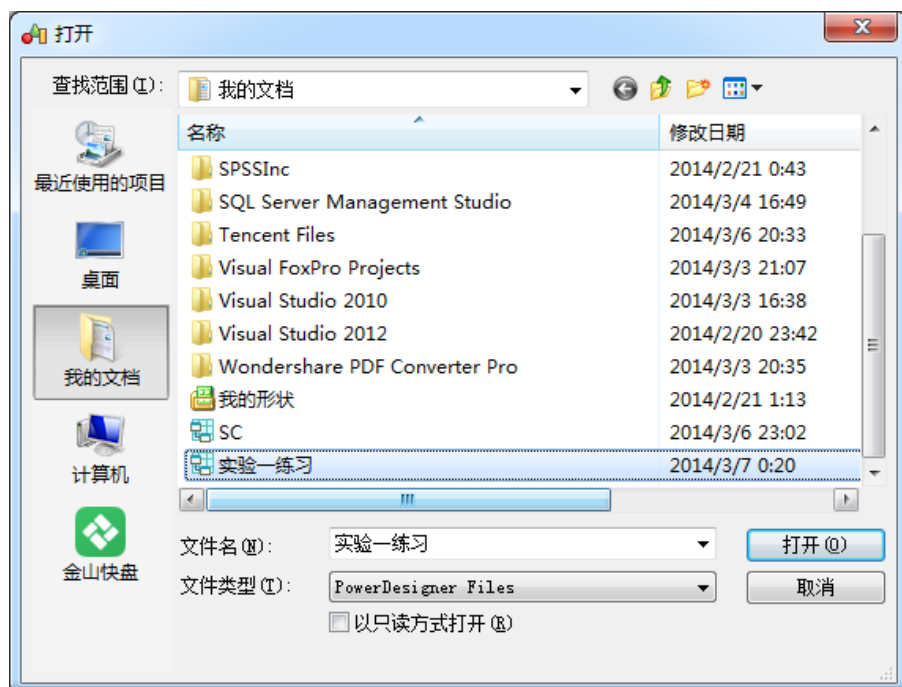 打开
查找范围(I): 我的文档
名称 修改日期
SPSSInc 2014/2/21 0:43
SQL Server Management Studio 2014/3/4 16:49
Tencent Files 2014/3/6 20:33
Visual FoxPro Projects 2014/3/3 21:07
Visual Studio 2010 2014/3/3 16:38
Visual Studio 2012 2014/2/20 23:42
Wondershare PDF Converter Pro 2014/3/3 20:35
我的形状 2014/2/21 1:13
SC 2014/3/6 23:02
实验一练习 2014/3/7 0:20
最近使用的项目
桌面
我的文档
计算机
金山快盘
文件名(N): 实验一练习 打开(O)
文件类型(T): PowerDesigner Files 取消
以只读方式打开(R)